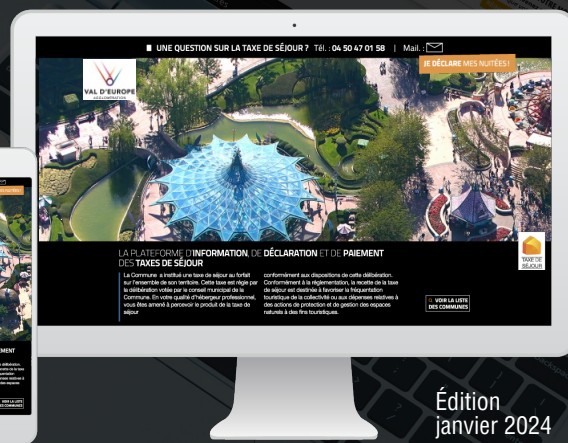 UNE QUESTION SUR LA TAXE DE SÉJOUR ? Tél. : 04 50 47 01 58 | Mail. :
JE DÉCLARE MES NUITÉES !
VAL D'EUROPE
AGGLOMÉRATION
LA PLATEFORME D'INFORMATION, DE DÉCLARATION ET DE PAIEMENT
DES TAXES DE SÉJOUR
La Commune a institué une taxe de séjour au forfait
sur l'ensemble de son territoire. Cette taxe est régie par
la délibération votée par le conseil municipal de la
Commune. En votre qualité d'hébergeur professionnel,
vous êtes amené à percevoir le produit de la taxe de
séjour
conformément aux dispositions de cette délibération.
Conformément à la réglementation, la recette de la taxe
de séjour est destinée à favoriser la fréquentation
touristique de la collectivité ou aux dépenses relatives à
des actions de protection et de gestion des espaces
naturels à des fins touristiques.
TAXE DE
SÉJOUR
VOIR LA LISTE
DES COMMUNES
VOIR LA LISTE
DES COMMUNES
Édition
janvier 2024